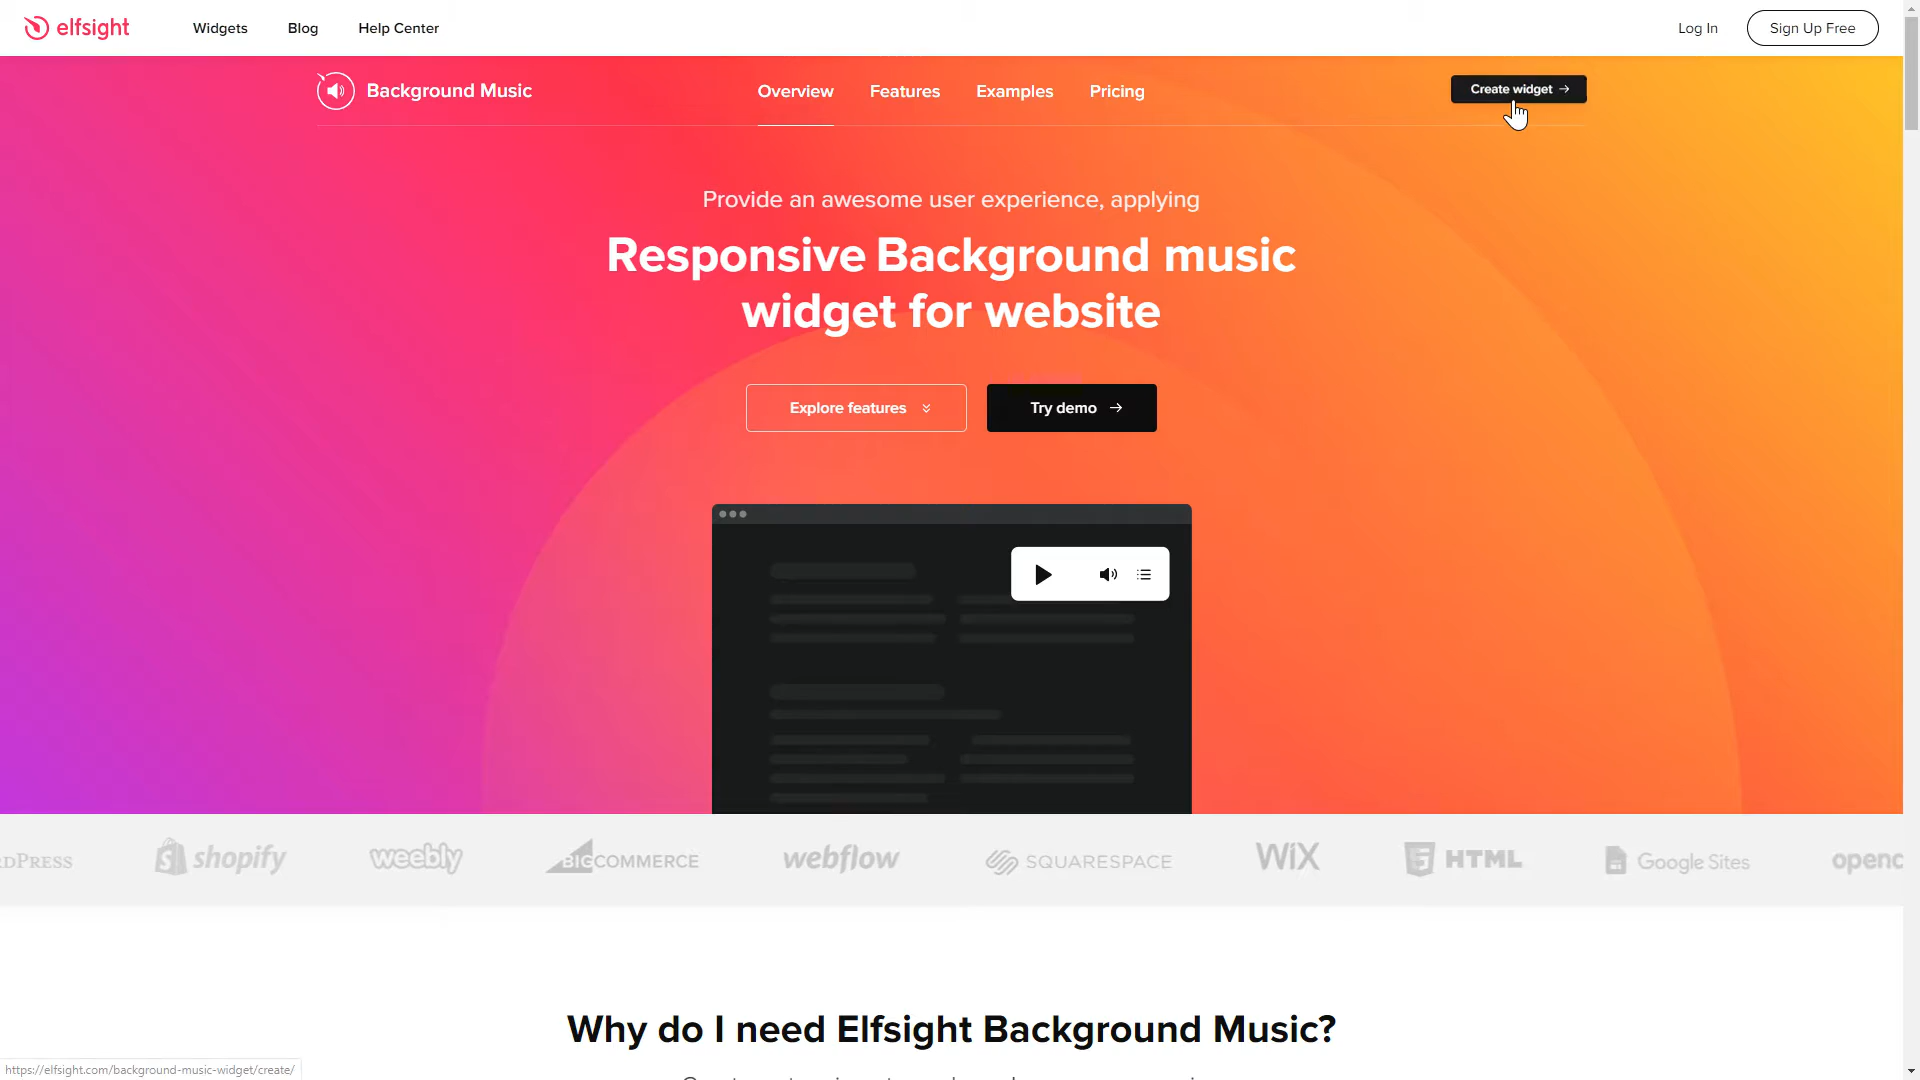 elfsight
Widgets
Blog
Help Center
Log In
Sign Up Free
Background Music
Overview
Features
Examples
Pricing
Create widget →
Provide an awesome user experience, applying
Responsive Background music
widget for website
Explore features
Try demo →
RDPRESS
shopify
weebly
BIGCOMMERCE
webflow
SQUARESPACE
WiX
HTML
Google Sites
openc
Why do I need Elfsight Background Music?
https://elfsight.com/background-music-widget/create/